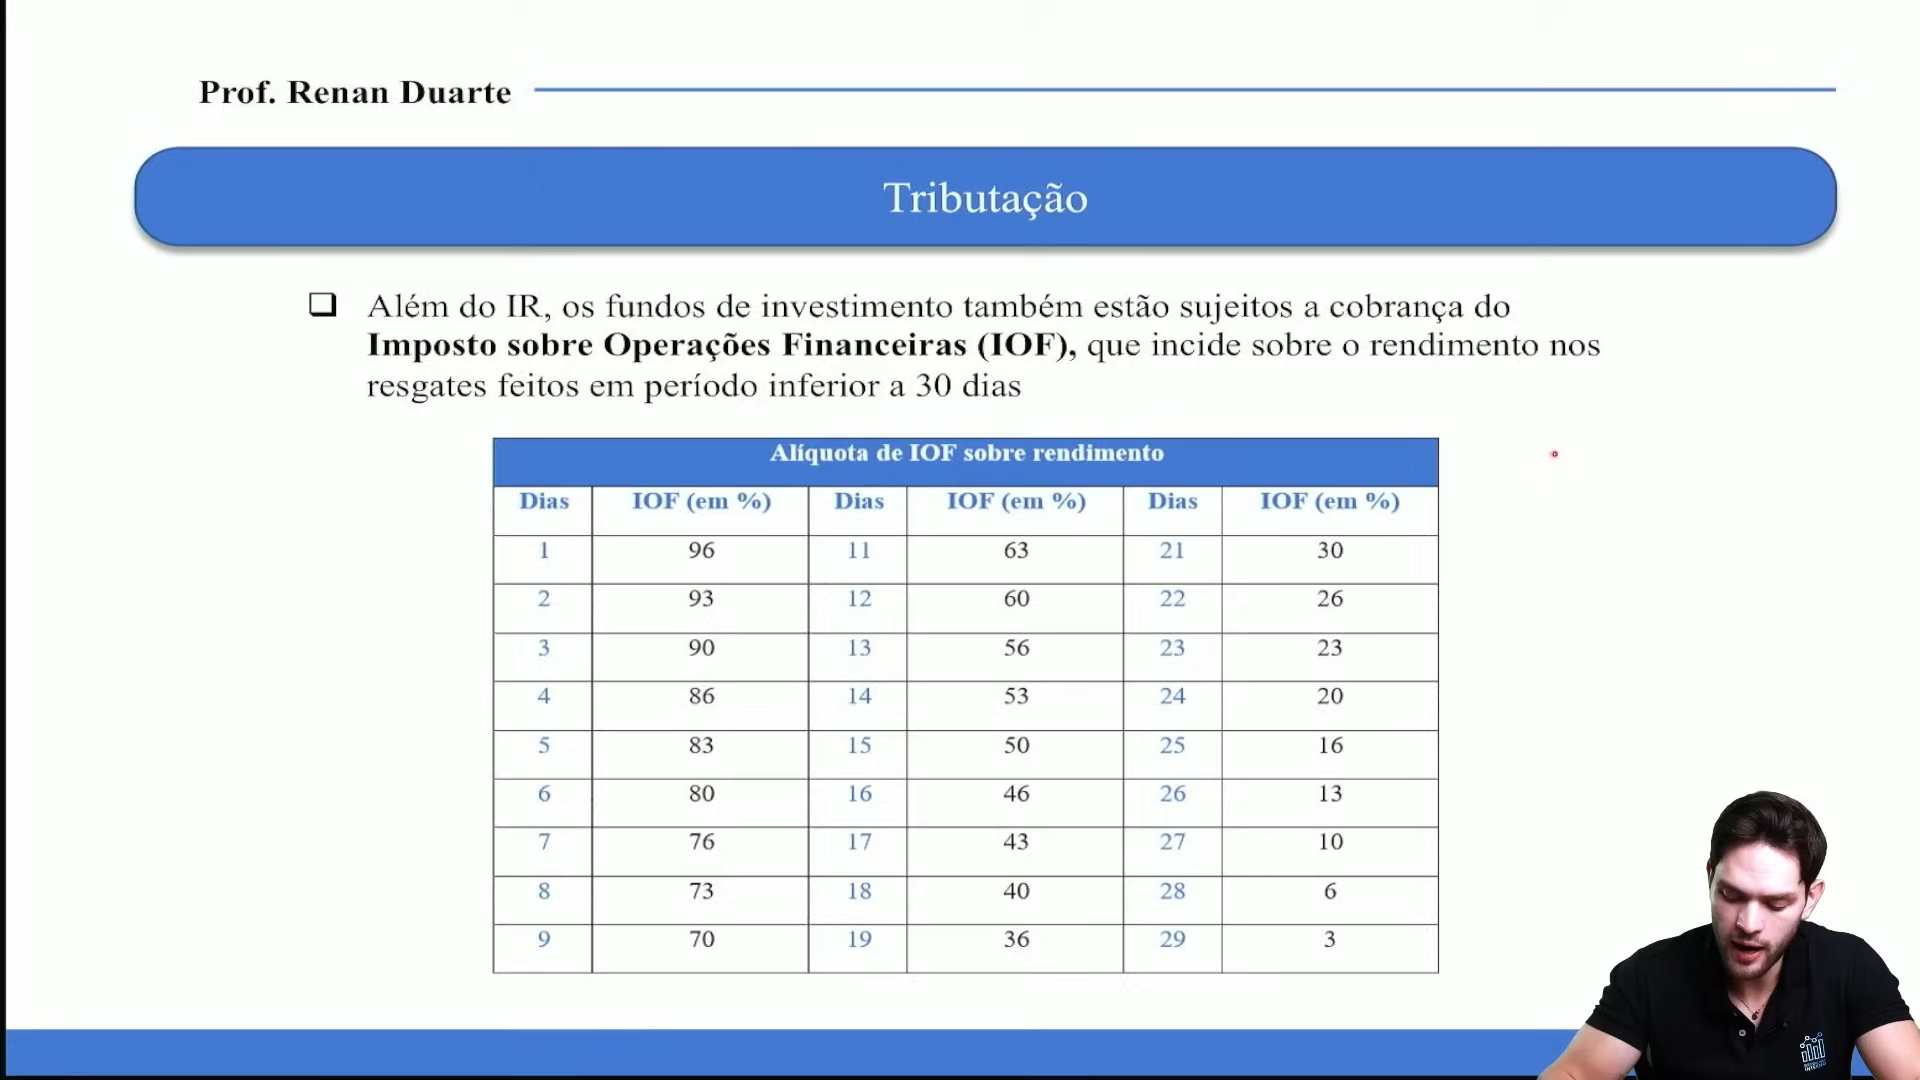 Prof. Renan Duarte
Tributação
Além do IR, os fundos de investimento também estão sujeitos a cobrança do
Imposto sobre Operações Financeiras (IOF), que incide sobre o rendimento nos
resgates feitos em período inferior a 30 dias
Alíquota de IOF sobre rendimento
Dias IOF (em %) Dias IOF (em %) Dias IOF (em %)
1 96 11 63 21 30
2 93 12 60 22 26
3 90 13 56 23 23
4 86 14 53 24 20
5 83 15 50 25 16
6 80 16 46 26 13
7 76 17 43 27 10
8 73 18 40 28 6
9 70 19 36 29 3